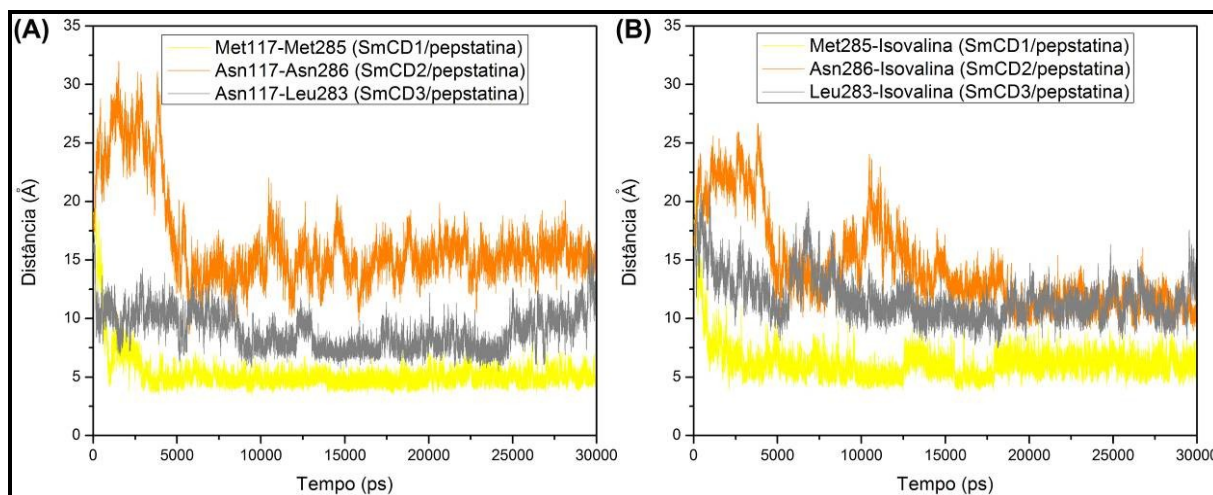 (A)
Met117-Met285 (SmCD1/pepstatina)
Asn117-Asn286 (SmCD2/pepstatina)
Asn117-Leu283 (SmCD3/pepstatina)
Distância (Å)
35
30
25
20
15
10
5
0
0 5000 10000 15000 20000 25000 30000
Tempo (ps)
(B)
Met285-Isovalina (SmCD1/pepstatina)
Asn286-Isovalina (SmCD2/pepstatina)
Leu283-Isovalina (SmCD3/pepstatina)
Distância (Å)
35
30
25
20
15
10
5
0
0 5000 10000 15000 20000 25000 30000
Tempo (ps)